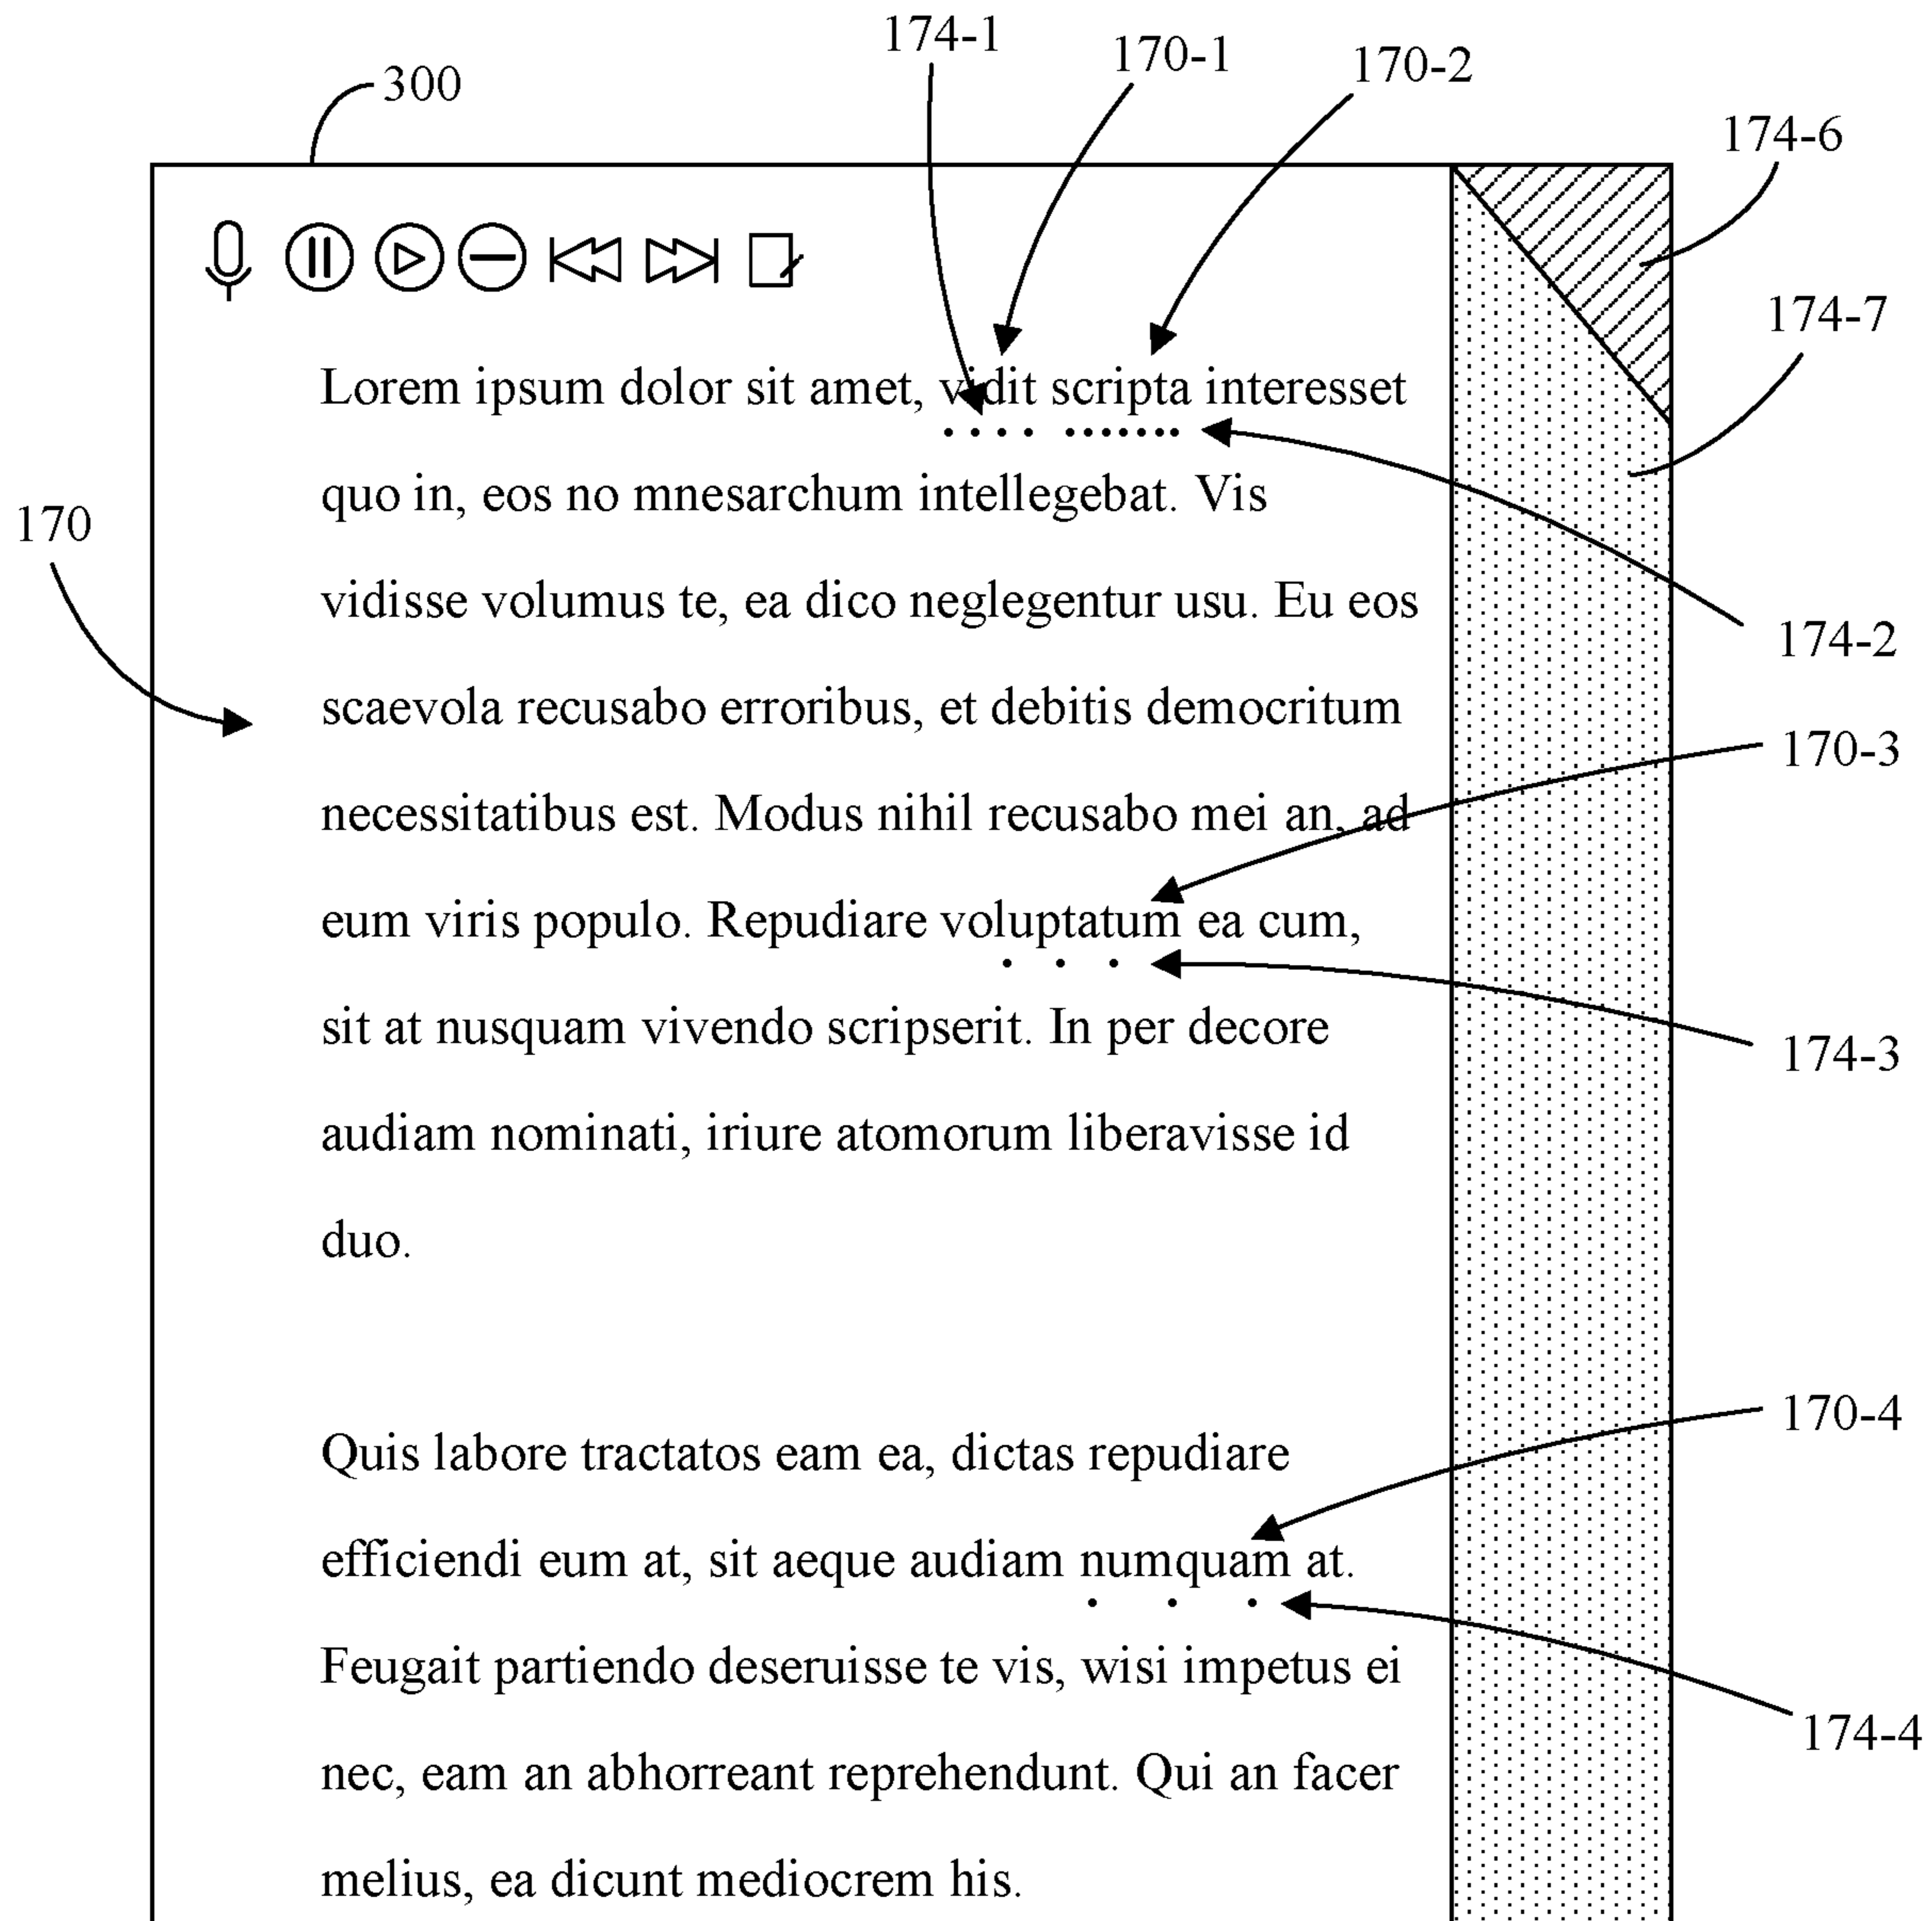 174-1
170-1
170-2
300
174-6
174-7
Lorem ipsum dolor sit amet, vidit scripta interesset
quo in, eos no mnesarchum intellegebat. Vis
170
vidisse volumus te, ea dico neglegentur usu. Eu eos
174-2
scaevola recusabo erroribus, et debitis democritum
170-3
necessitatibus est. Modus nihil recusabo mei an, ad
eum viris populo. Repudiare voluptatum ea cum,
sit at nusquam vivendo scripserit. In per decore
174-3
audiam nominati, iriure atomorum liberavisse id
duo.
170-4
Quis labore tractatos eam ea, dictas repudiare
efficiendi eum at, sit aeque audiam numquam at.
Feugait partiendo deseruisse te vis, wisi impetus ei
174-4
nec, eam an abhorreant reprehendunt. Qui an facer
melius, ea dicunt mediocrem his.